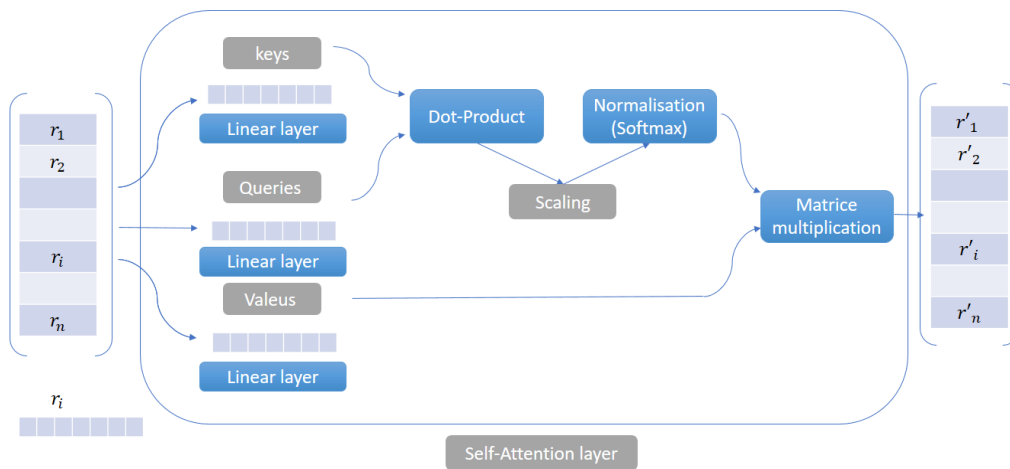 r₁
r₂
rᵢ
rₙ
rᵢ
keys
Linear layer
Queries
Linear layer
Valeus
Linear layer
Dot-Product
Scaling
Normalisation
(Softmax)
Matrice
multiplication
r'₁
r'₂
r'ᵢ
r'ₙ
Self-Attention layer